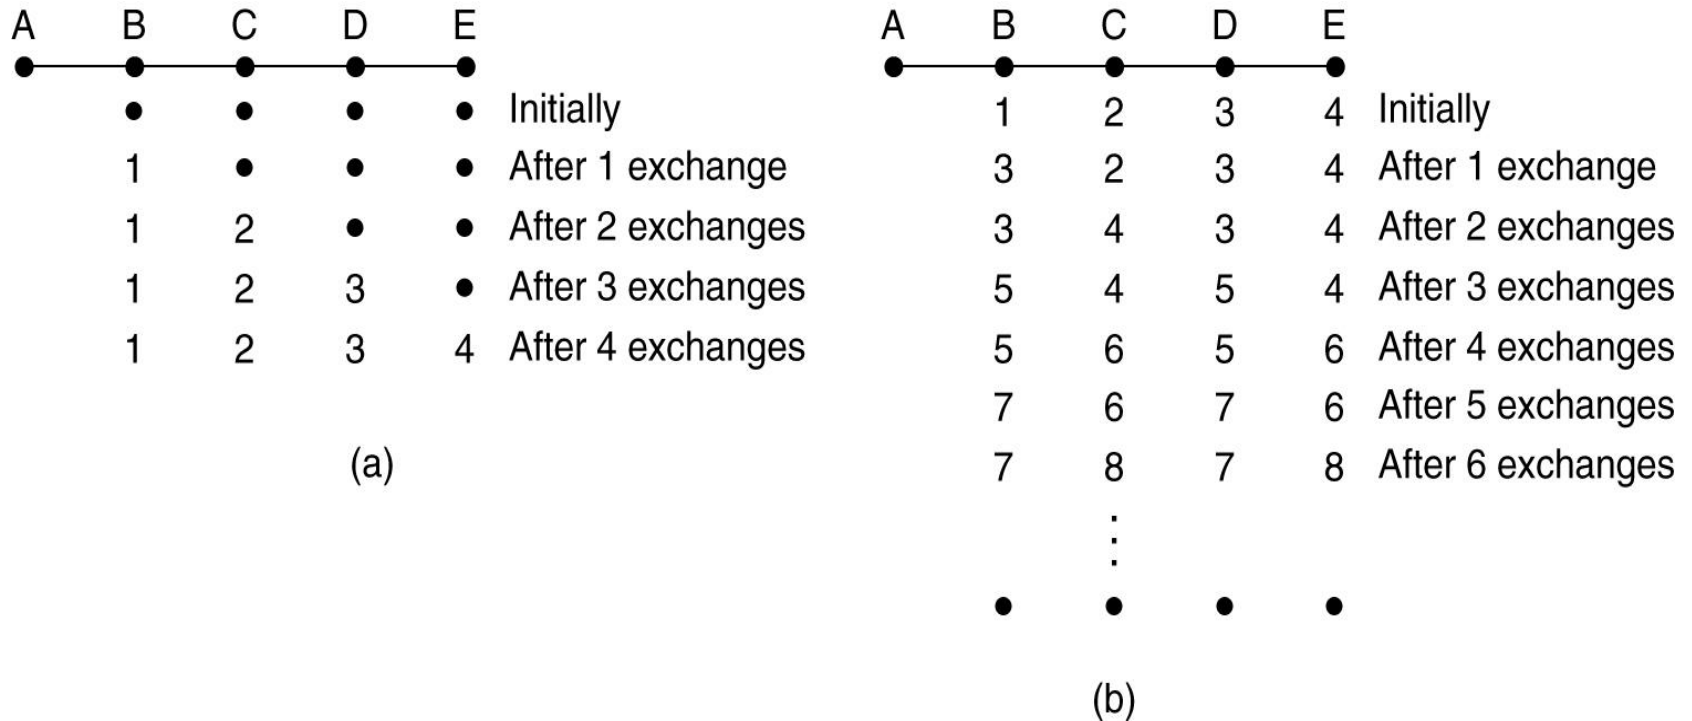 A B C D E
• • • • Initially
1 • • • After 1 exchange
1 2 • • After 2 exchanges
1 2 3 • After 3 exchanges
1 2 3 4 After 4 exchanges
(a)
A B C D E
1 2 3 4 Initially
3 2 3 4 After 1 exchange
3 4 3 4 After 2 exchanges
5 4 5 4 After 3 exchanges
5 6 5 6 After 4 exchanges
7 6 7 6 After 5 exchanges
7 8 7 8 After 6 exchanges
⋮
• • • •
(b)